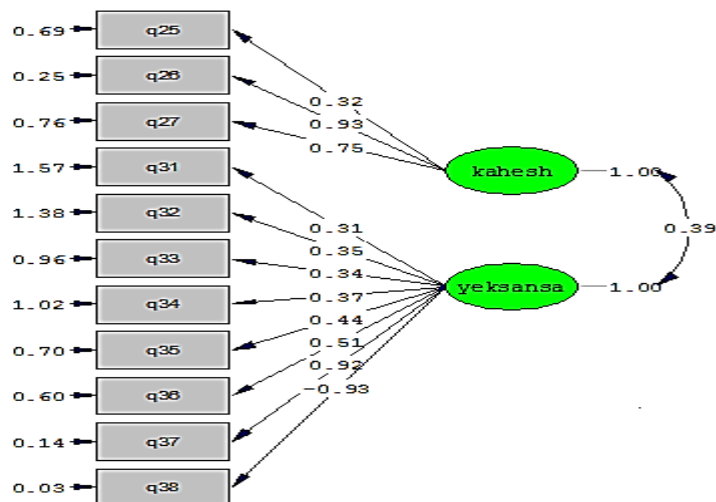 0.69 q25
0.25 q26
0.76 q27
1.57 q31
1.38 q32
0.96 q33
1.02 q34
0.70 q35
0.60 q36
0.14 q37
0.03 q38
0.32
0.93
0.75
0.31
0.35
0.34
0.37
0.44
0.51
0.92
-0.93
kahesh 1.00
0.39
yeksansa 1.00